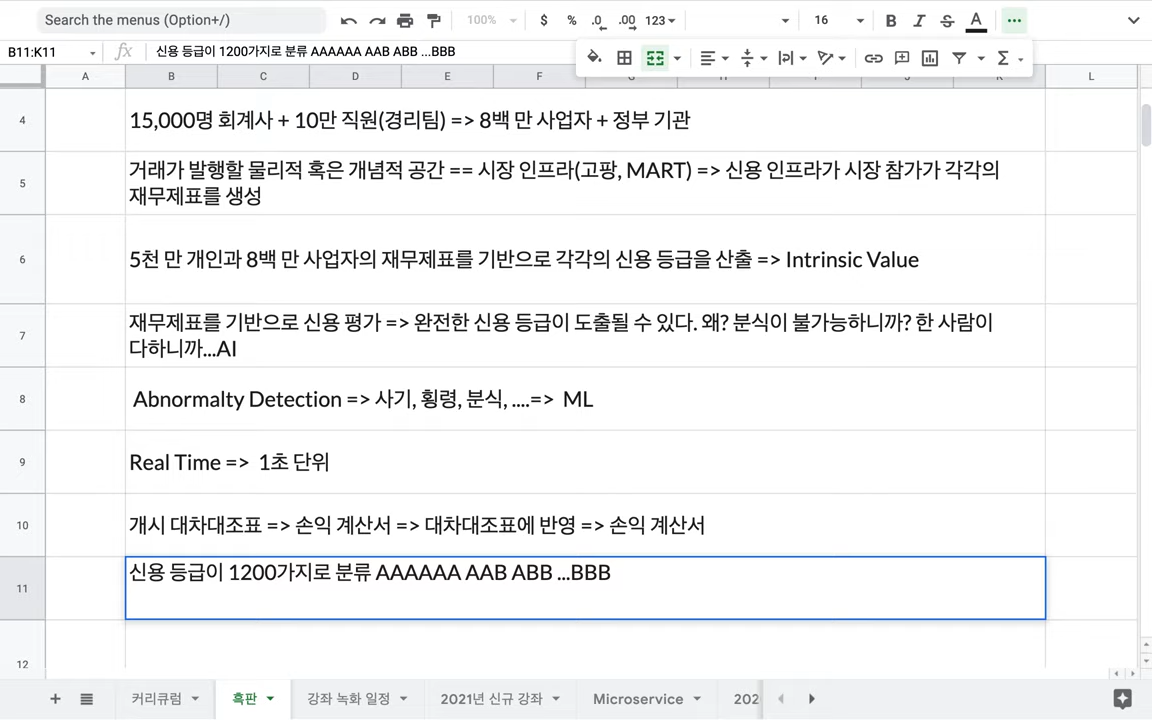 Search the menus (Option+/)
100%
$ % .0 .00 123
16
B I S A
B11:K11
fx
신용 등급이 1200가지로 분류 AAAAAA AAB ABB ...BBB
A B C D E F L
4
15,000명 회계사 + 10만 직원(경리팀) => 8백 만 사업자 + 정부 기관
5
거래가 발행할 물리적 혹은 개념적 공간 == 시장 인프라(고팡, MART) => 신용 인프라가 시장 참가가 각각의
재무제표를 생성
6
5천 만 개인과 8백 만 사업자의 재무제표를 기반으로 각각의 신용 등급을 산출 => Intrinsic Value
7
재무제표를 기반으로 신용 평가 => 완전한 신용 등급이 도출될 수 있다. 왜? 분식이 불가능하니까? 한 사람이
다하니까...AI
8
Abnormalty Detection => 사기, 횡령, 분식, ....=> ML
9
Real Time => 1초 단위
10
개시 대차대조표 => 손익 계산서 => 대차대조표에 반영 => 손익 계산서
11
신용 등급이 1200가지로 분류 AAAAAA AAB ABB ...BBB
12
커리큐럼 흑판 강좌 녹화 일정 2021년 신규 강좌 Microservice 202